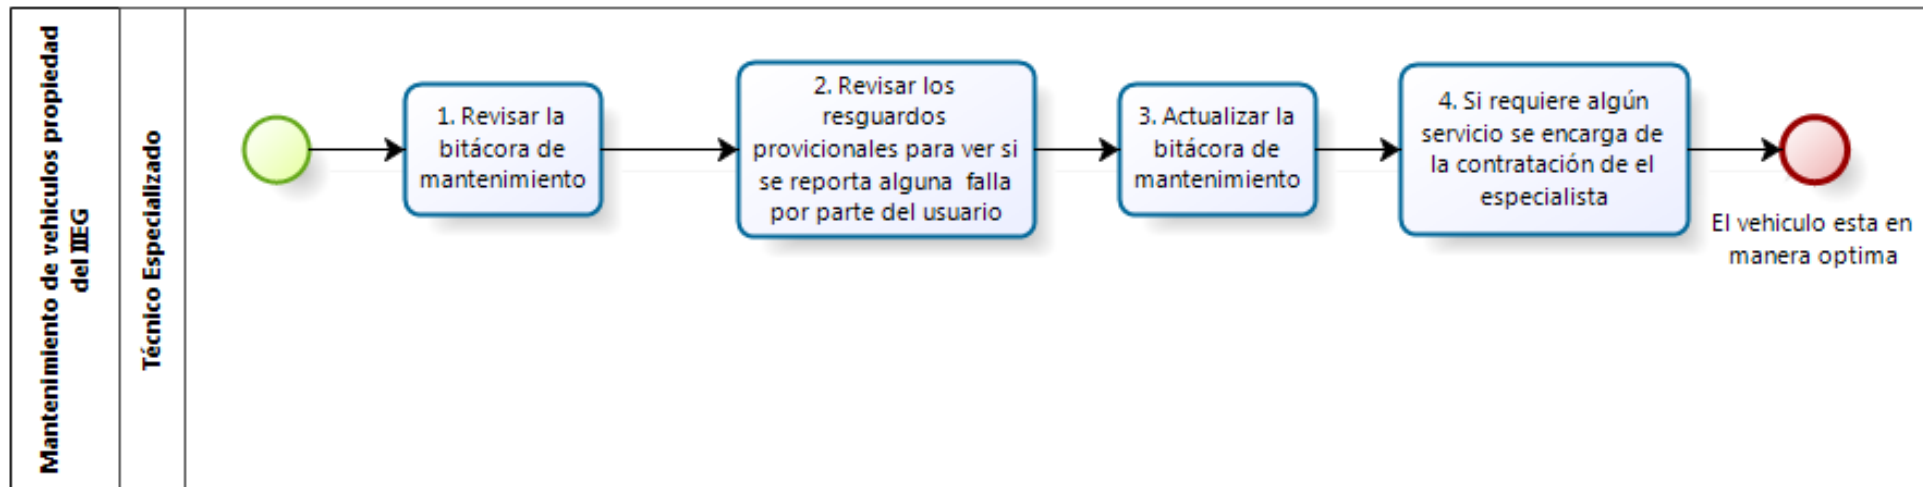 Mantenimiento de vehiculos propiedad
del IIEG
Técnico Especializado
1. Revisar la
bitácora de
mantenimiento
2. Revisar los
resguardos
provicionales para ver si
se reporta alguna falla
por parte del usuario
3. Actualizar la
bitácora de
mantenimiento
4. Si requiere algún
servicio se encarga de
la contratación de el
especialista
El vehiculo esta en
manera optima